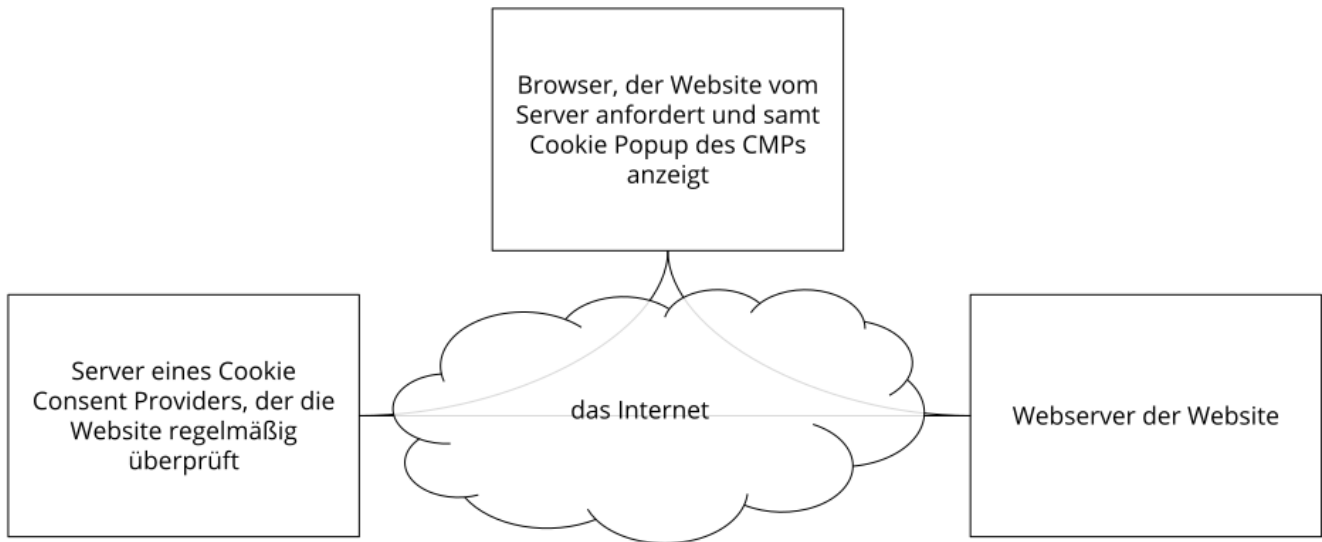 Browser, der Website vom
Server anfordert und samt
Cookie Popup des CMPs
anzeigt
Server eines Cookie
Consent Providers, der die
Website regelmäßig
überprüft
das Internet
Webserver der Website